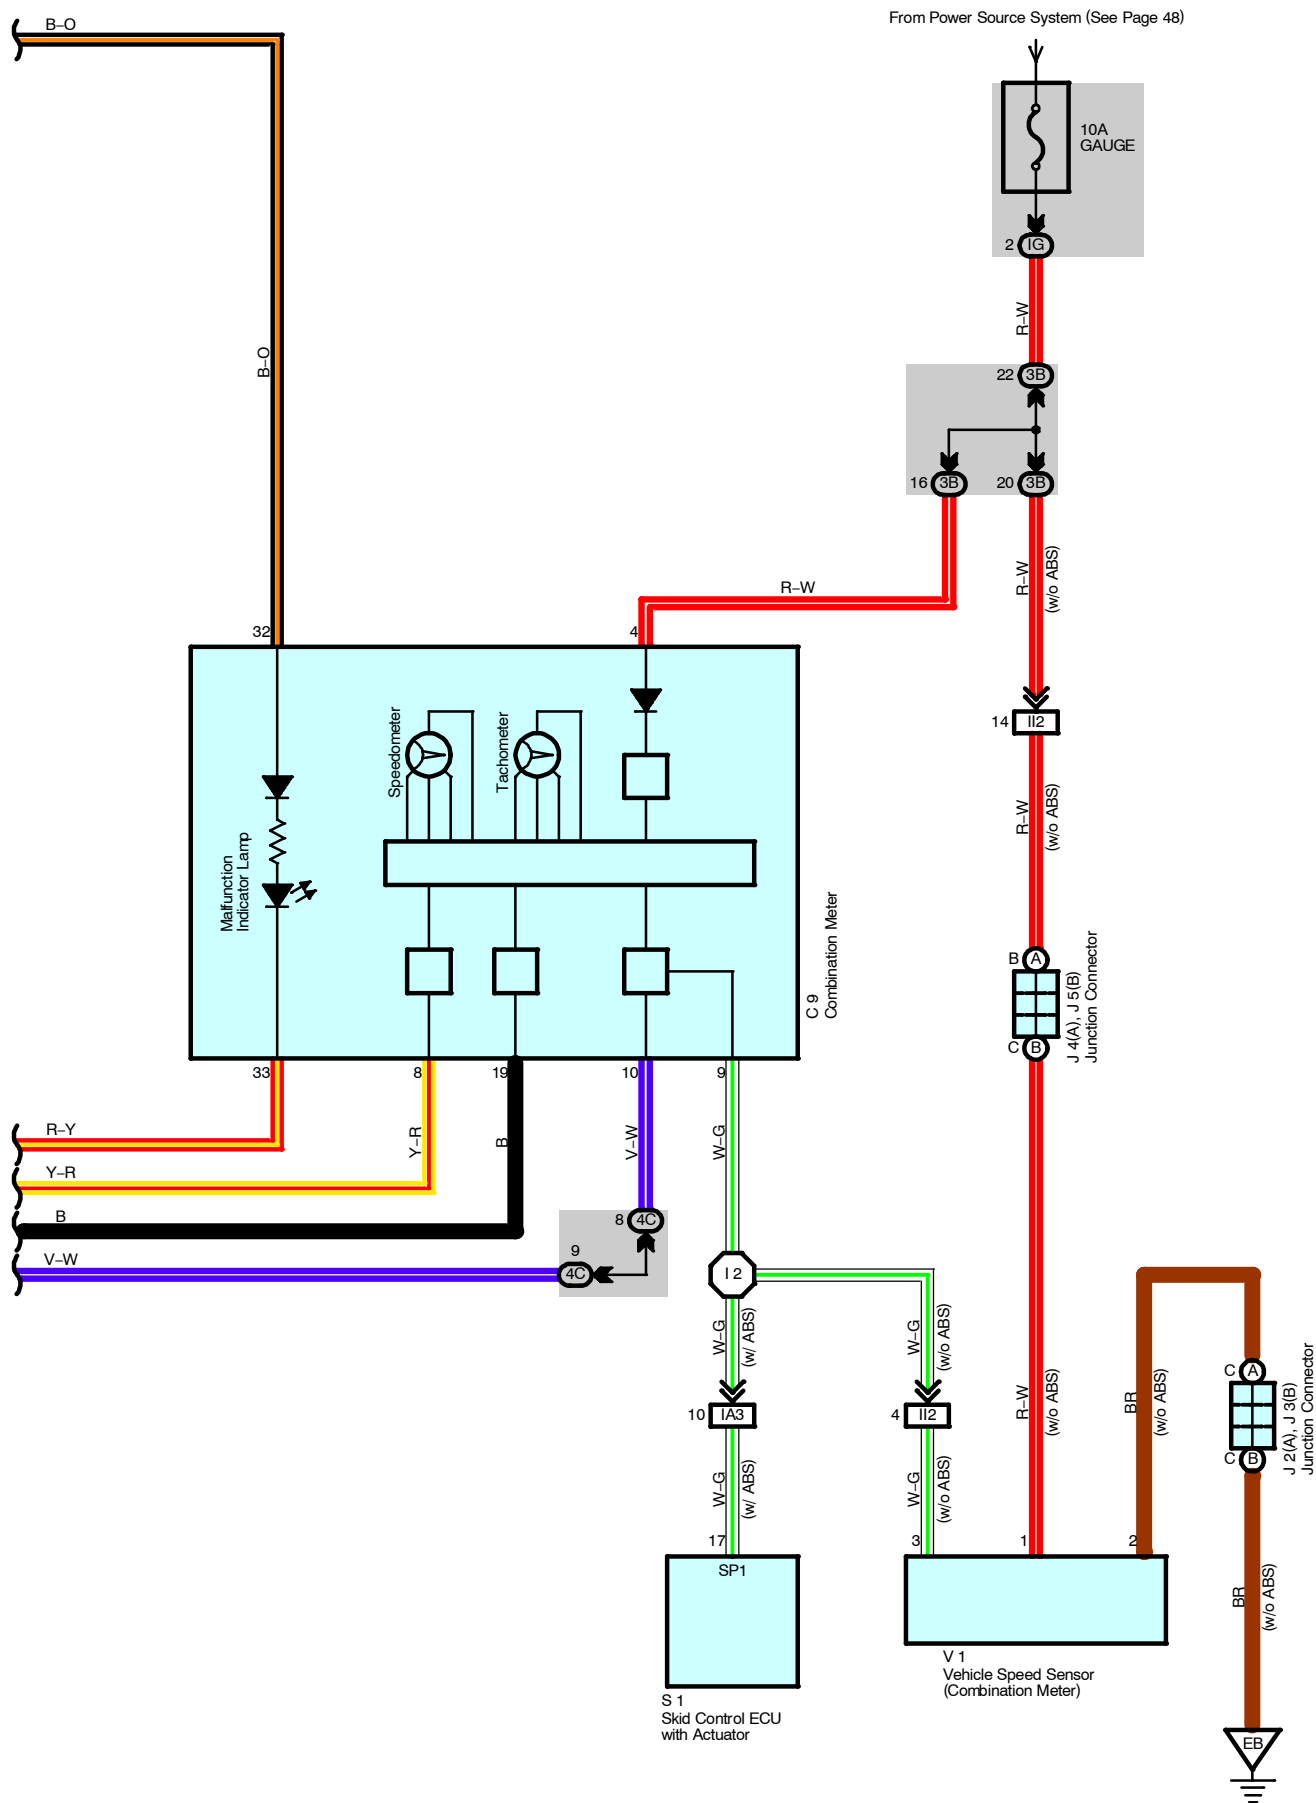 B–O
From Power Source System (See Page 48)
10A
GAUGE
2
IG
R–W
B–O
22
3B
16
3B
20
3B
R–W
(w/o ABS)
R–W
32
4
Speedometer
Tachometer
14
II2
R–W
(w/o ABS)
Malfunction
Indicator Lamp
C 9
Combination Meter
B
A
J 4(A), J 5(B)
Junction Connector
C
B
33
8
19
10
9
R–Y
Y–R
B
V–W
Y–R
B
V–W
W–G
8
4C
9
4C
I 2
W–G
(w/ ABS)
W–G
(w/o ABS)
R–W
(w/o ABS)
BR
(w/o ABS)
C
A
J 2(A), J 3(B)
Junction Connector
C
B
10
IA3
4
II2
W–G
(w/ ABS)
W–G
(w/o ABS)
17
3
1
2
SP1
BR
(w/o ABS)
V 1
Vehicle Speed Sensor
(Combination Meter)
S 1
Skid Control ECU
with Actuator
EB